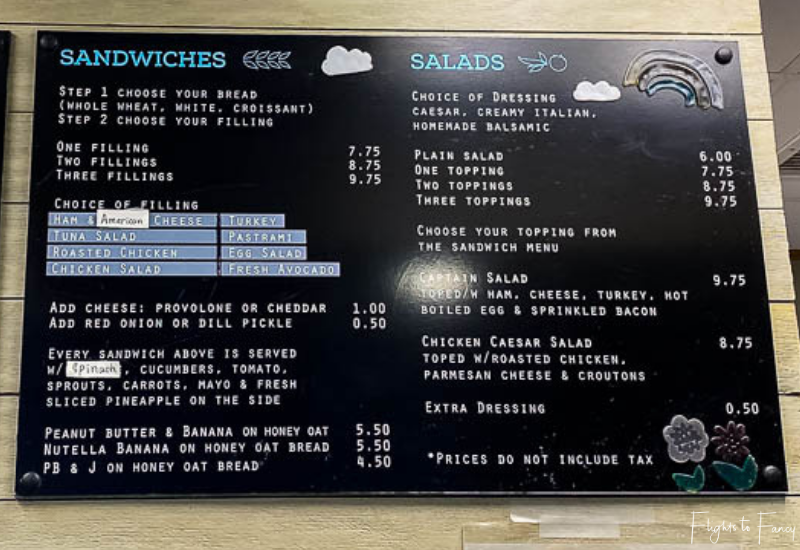 SANDWICHES
STEP 1 CHOOSE YOUR BREAD
(WHOLE WHEAT, WHITE, CROISSANT)
STEP 2 CHOOSE YOUR FILLING
ONE FILLING 7.75
TWO FILLINGS 8.75
THREE FILLINGS 9.75
CHOICE OF FILLING
HAM & American CHEESE TURKEY
TUNA SALAD PASTRAMI
ROASTED CHICKEN EGG SALAD
CHICKEN SALAD FRESH AVOCADO
ADD CHEESE: PROVOLONE OR CHEDDAR 1.00
ADD RED ONION OR DILL PICKLE 0.50
EVERY SANDWICH ABOVE IS SERVED
W/ Spinach, CUCUMBERS, TOMATO,
SPROUTS, CARROTS, MAYO & FRESH
SLICED PINEAPPLE ON THE SIDE
PEANUT BUTTER & BANANA ON HONEY OAT 5.50
NUTELLA BANANA ON HONEY OAT BREAD 5.50
PB & J ON HONEY OAT BREAD 4.50
SALADS
CHOICE OF DRESSING
CAESAR, CREAMY ITALIAN,
HOMEMADE BALSAMIC
PLAIN SALAD 6.00
ONE TOPPING 7.75
TWO TOPPINGS 8.75
THREE TOPPINGS 9.75
CHOOSE YOUR TOPPING FROM
THE SANDWICH MENU
CAPTAIN SALAD 9.75
TOPED/W HAM, CHEESE, TURKEY, HOT
BOILED EGG & SPRINKLED BACON
CHICKEN CAESAR SALAD 8.75
TOPED W/ROASTED CHICKEN,
PARMESAN CHEESE & CROUTONS
EXTRA DRESSING 0.50
*PRICES DO NOT INCLUDE TAX
Flights to Fancy